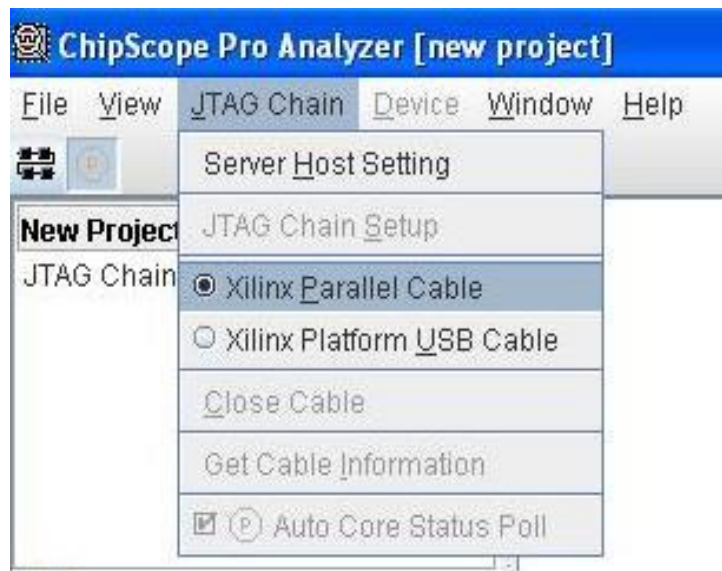 ChipScope Pro Analyzer [new project]
File View JTAG Chain Device Window Help
Server Host Setting
New Project
JTAG Chain Setup
JTAG Chain
Xilinx Parallel Cable
Xilinx Platform USB Cable
Close Cable
Get Cable Information
P Auto Core Status Poll